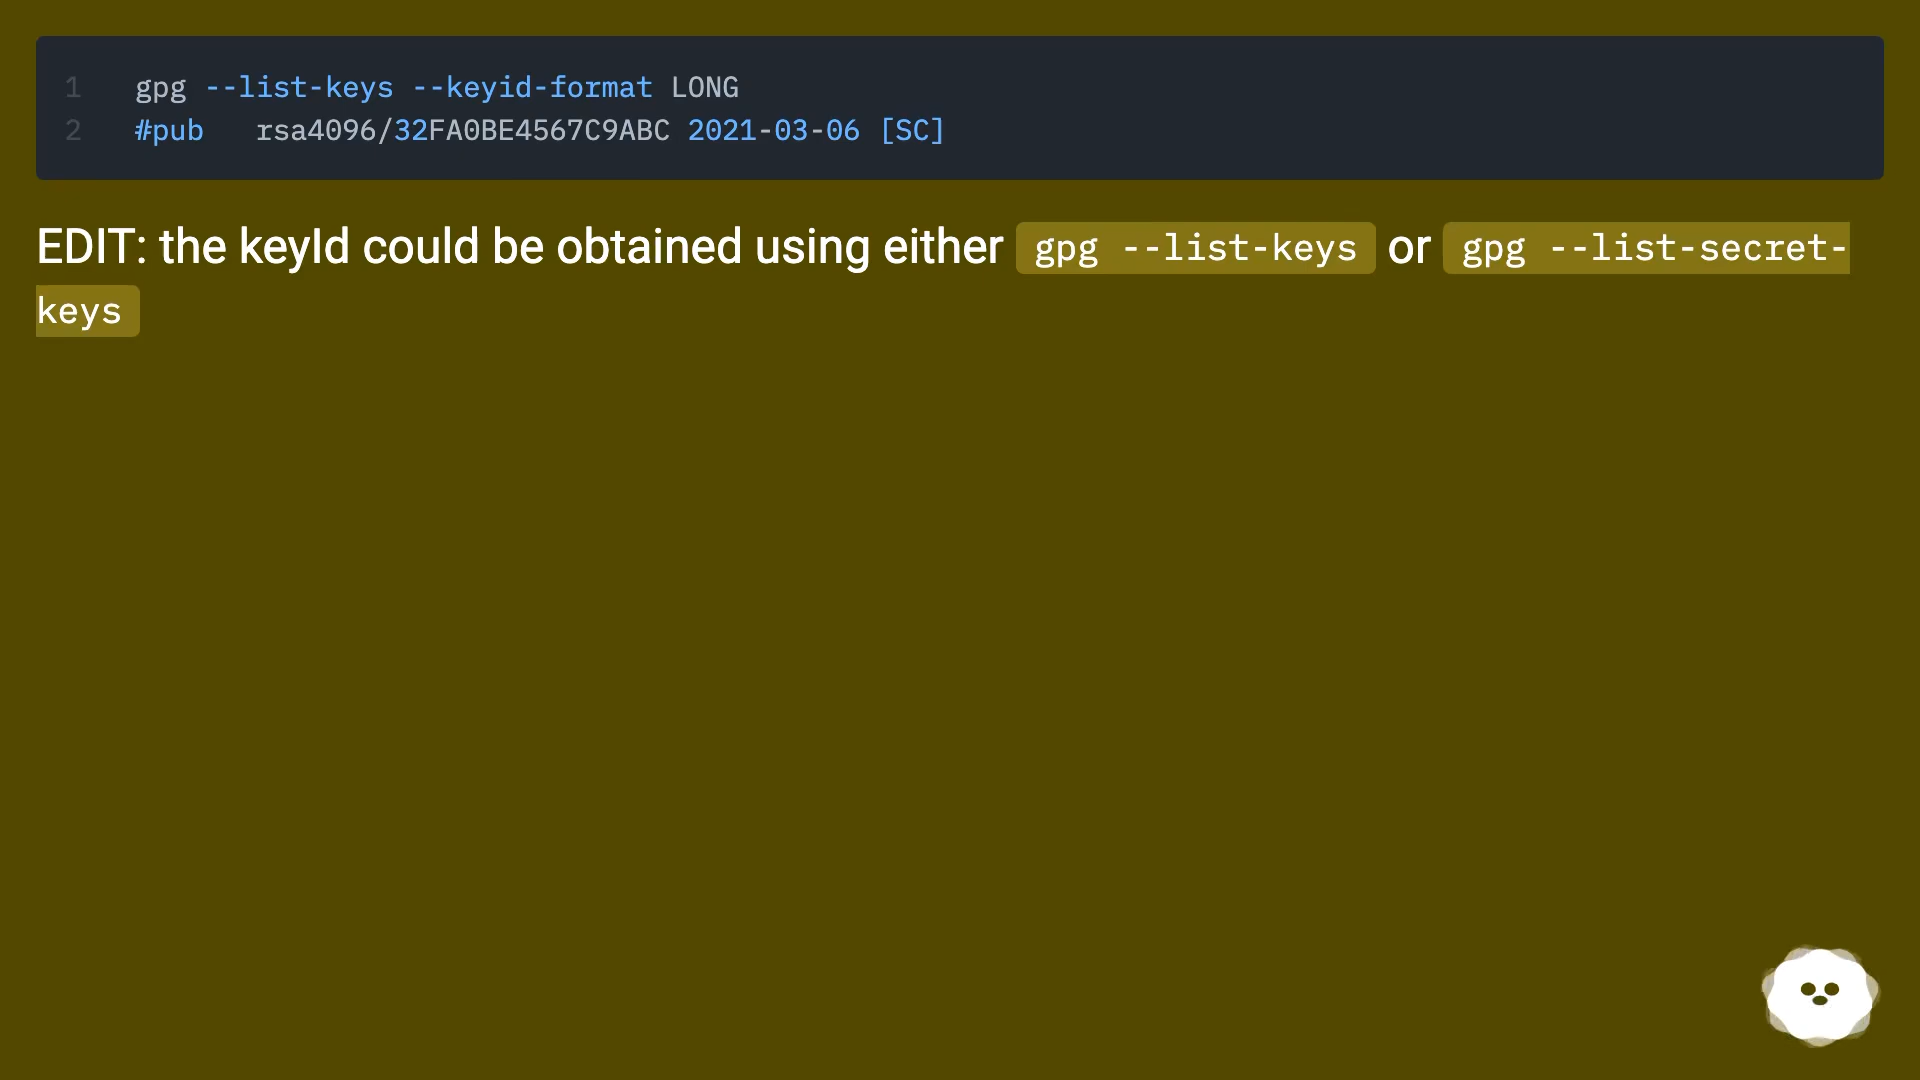 1 gpg --list-keys --keyid-format LONG
2 #pub   rsa4096/32FA0BE4567C9ABC 2021-03-06 [SC]
EDIT: the keyId could be obtained using either gpg --list-keys or gpg --list-secret-
keys